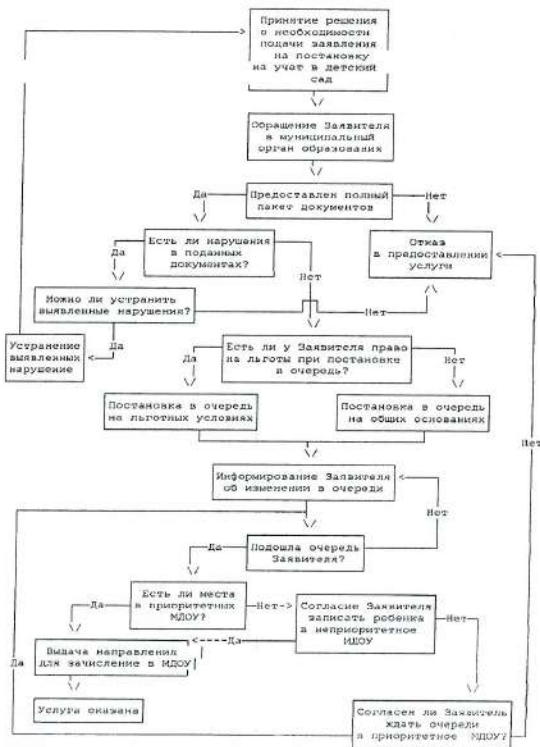 Принятие решения
о необходимости
подачи заявления
на постановку
на учат в детский
сад
Обращение Заявителя
в муниципальный
орган образования
Да
Предоставлен полный
пакет документов
Нет
Есть ли нарушения
в поданных
документах?
Отказ
в предоставлении
услуги
Да
Нет
Можно ли устранить
выявленные нарушения?
Нет
Да
Устранение
выявленных
нарушение
Есть ли у Заявителя право
на льготы при постановке
в очередь?
Да
Нет
Постановка в очередь
на льготных условиях
Постановка в очередь
на общих основаниях
Нет
Информирование Заявителя
об изменении в очереди
Нет
Да
Подошла очередь
Заявителя?
Есть ли места
в приоритетных
МДОУ?
Да
Нет
Согласие Заявителя
записать ребенка
в неприоритетное
МДОУ
Нет
Да
Выдача направления
для зачисление в МДОУ
Да
Услуга оказана
Согласен ли Заявитель
ждать очереди
в приоритетное МДОУ?